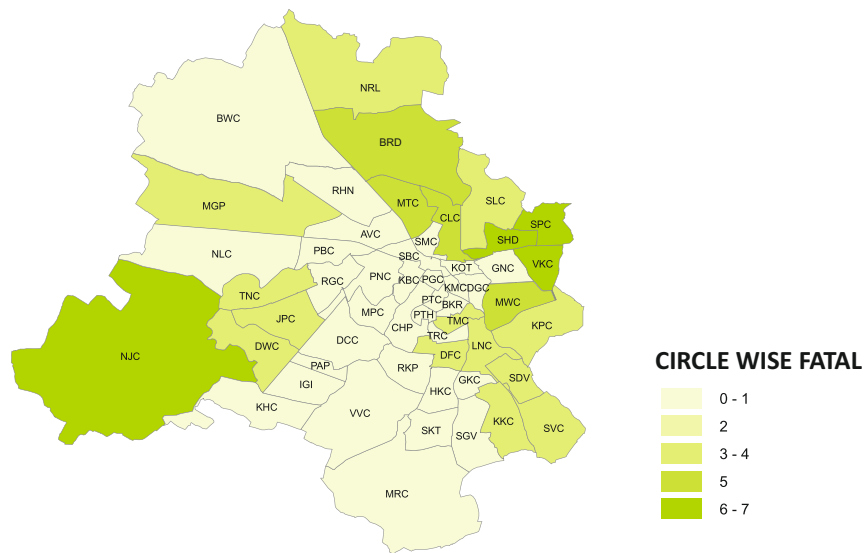 NRL
BWC
BRD
RHN
MTC
SLC
MGP
CLC
SPC
AVC
SMC
SHD
NLC
PBC
SBC
KOT
GNC
VKC
TNC
RGC
PNC
KBC
PGC
KMC
DGC
MWC
PTC
BKR
JPC
MPC
PTH
TMC
KPC
CHP
TRC
NJC
DWC
DCC
DFC
LNC
PAP
RKP
IGI
GKC
SDV
HKC
KHC
VVC
KKC
SVC
SKT
SGV
MRC
CIRCLE WISE FATAL
0 - 1
2
3 - 4
5
6 - 7